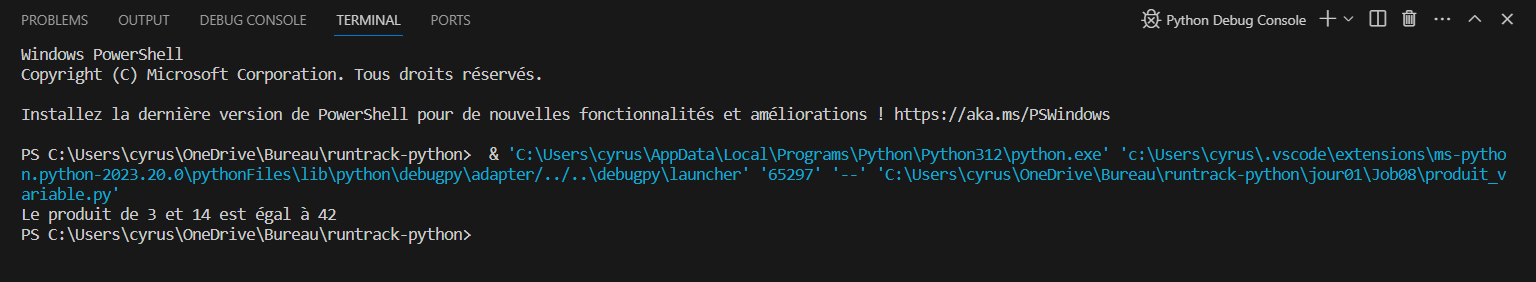 PROBLEMS OUTPUT DEBUG CONSOLE TERMINAL PORTS Python Debug Console
Windows PowerShell
Copyright (C) Microsoft Corporation. Tous droits réservés.
Installez la dernière version de PowerShell pour de nouvelles fonctionnalités et améliorations ! https://aka.ms/PSWindows
PS C:\Users\cyrus\OneDrive\Bureau\runtrack-python>  & 'C:\Users\cyrus\AppData\Local\Programs\Python\Python312\python.exe' 'c:\Users\cyrus\.vscode\extensions\ms-pytho
n.python-2023.20.0\pythonFiles\lib\python\debugpy\adapter/../..\debugpy\launcher' '65297' '--' 'C:\Users\cyrus\OneDrive\Bureau\runtrack-python\jour01\Job08\produit_v
ariable.py'
Le produit de 3 et 14 est égal à 42
PS C:\Users\cyrus\OneDrive\Bureau\runtrack-python>